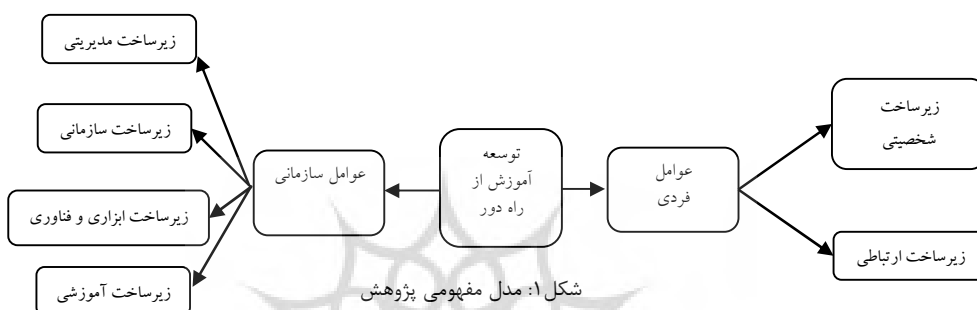 زیرساخت
شخصیتی
زیرساخت ارتباطی
عوامل
فردی
توسعه
آموزش از
راه دور
عوامل سازمانی
زیرساخت مدیریتی
زیرساخت سازمانی
زیرساخت ابزاری و فناوری
زیرساخت آموزشی
شکل۱: مدل مفهومی پژوهش